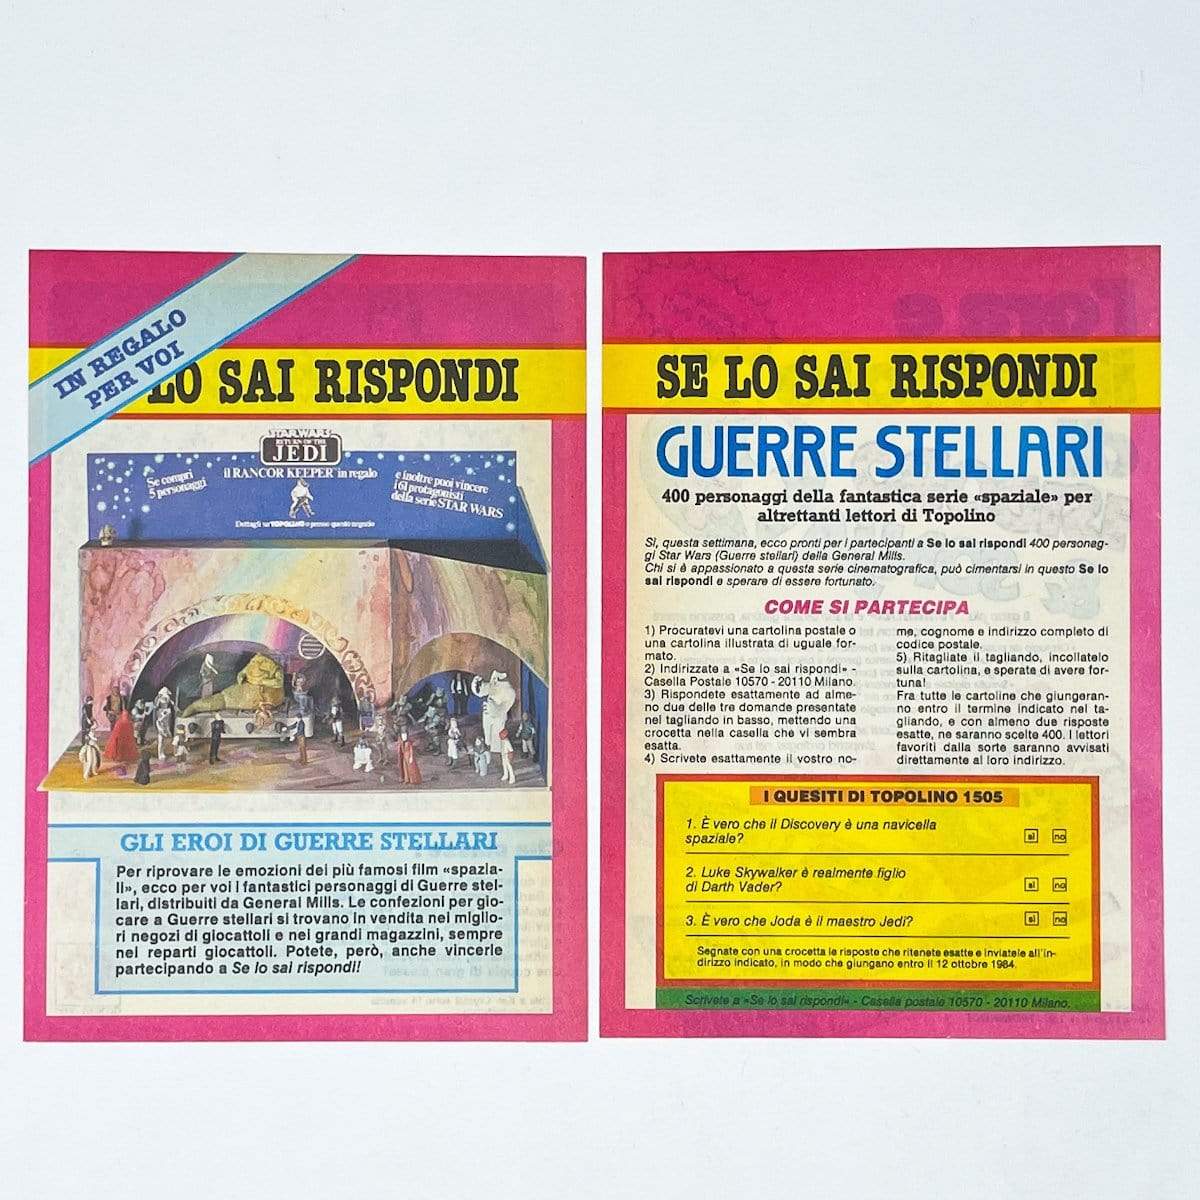 IN REGALO
PER VOI
LO SAI RISPONDI
STAR WARS
RETURN OF THE
JEDI
Se compri
5 personaggi
il RANCOR KEEPER in regalo
e inoltre puoi vincere
i 61 protagonisti
della serie STAR WARS
Dettagli su TOPOLINO e presso questo negozio
GLI EROI DI GUERRE STELLARI
Per riprovare le emozioni dei più famosi film «spazia-
li», ecco per voi i fantastici personaggi di Guerre stel-
lari, distribuiti da General Mills. Le confezioni per gio-
care a Guerre stellari si trovano in vendita nei miglio-
ri negozi di giocattoli e nei grandi magazzini, sempre
nei reparti giocattoli. Potete, però, anche vincerle
partecipando a Se lo sai rispondi!
SE LO SAI RISPONDI
GUERRE STELLARI
400 personaggi della fantastica serie «spaziale» per
altrettanti lettori di Topolino
Sì, questa settimana, ecco pronti per i partecipanti a Se lo sai rispondi 400 personag-
gi Star Wars (Guerre stellari) della General Mills.
Chi si è appassionato a questa serie cinematografica, può cimentarsi in questo Se lo
sai rispondi e sperare di essere fortunato.
COME SI PARTECIPA
1) Procuratevi una cartolina postale o
una cartolina illustrata di uguale for-
mato.
2) Indirizzate a «Se lo sai rispondi» -
Casella Postale 10570 - 20110 Milano.
3) Rispondete esattamente ad alme-
no due delle tre domande presentate
nel tagliando in basso, mettendo una
crocetta nella casella che vi sembra
esatta.
4) Scrivete esattamente il vostro no-
me, cognome e indirizzo completo di
codice postale.
5) Ritagliate il tagliando, incollatelo
sulla cartolina, e sperate di avere for-
tuna!
Fra tutte le cartoline che giungeran-
no entro il termine indicato nel ta-
gliando, e con almeno due risposte
esatte, ne saranno scelte 400. I lettori
favoriti dalla sorte saranno avvisati
direttamente al loro indirizzo.
I QUESITI DI TOPOLINO 1505
1. È vero che il Discovery è una navicella
spaziale? sì no
2. Luke Skywalker è realmente figlio
di Darth Vader? sì no
3. È vero che Joda è il maestro Jedi? sì no
Segnate con una crocetta le risposte che ritenete esatte e inviatele all'in-
dirizzo indicato, in modo che giungano entro il 12 ottobre 1984.
Scrivete a «Se lo sai rispondi» - Casella postale 10570 - 20110 Milano.